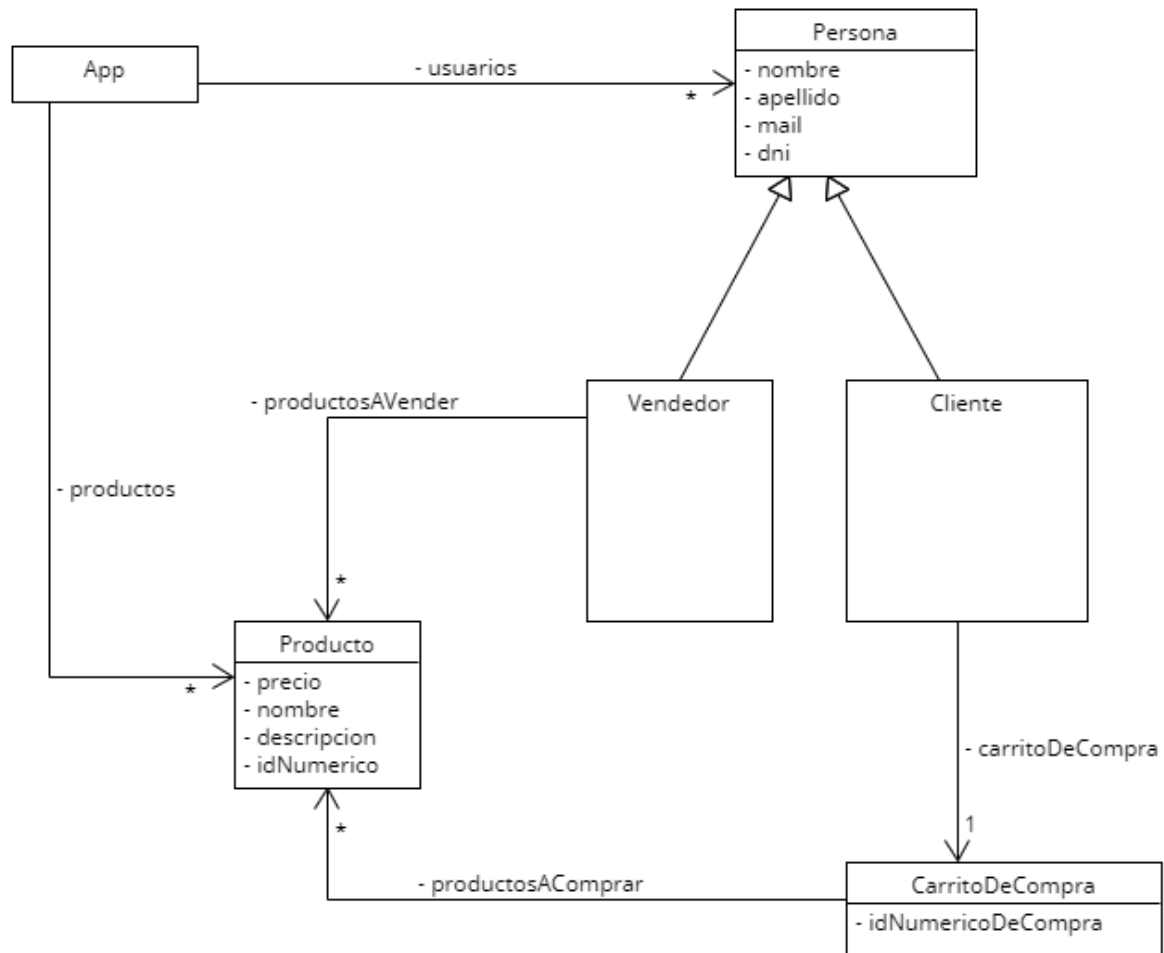 App
- usuarios
*
Persona
- nombre
- apellido
- mail
- dni
- productosAVender
*
Vendedor
Cliente
- productos
*
Producto
- precio
- nombre
- descripcion
- idNumerico
- carritoDeCompra
1
*
- productosAComprar
CarritoDeCompra
- idNumericoDeCompra